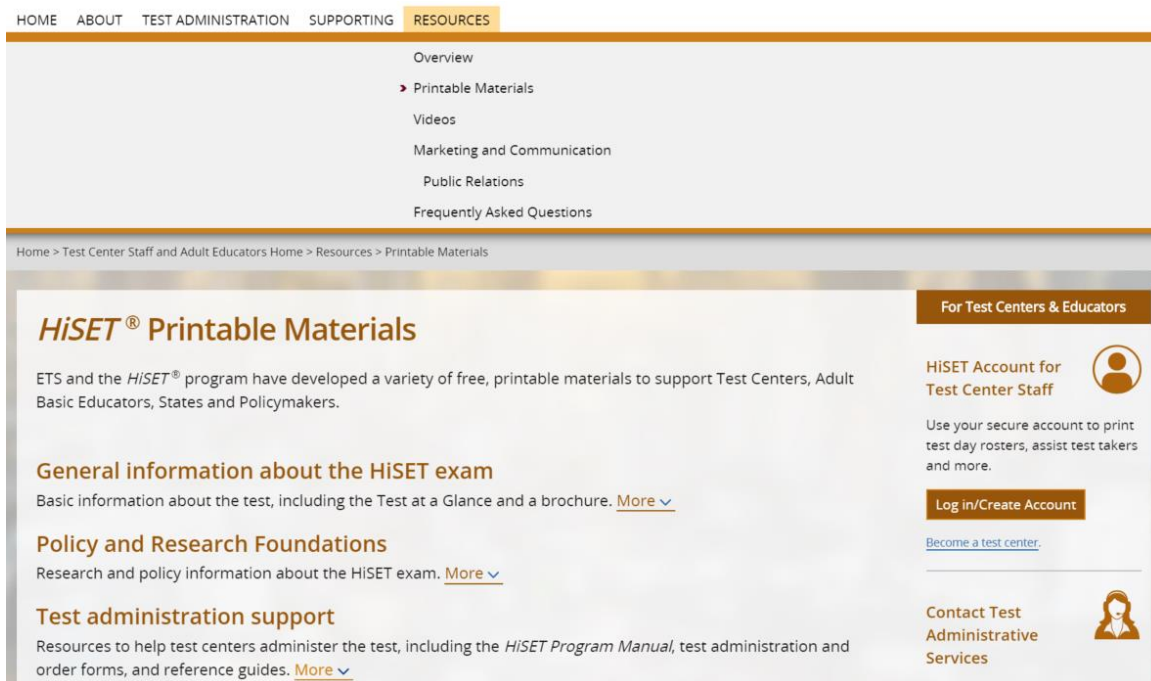 HOME ABOUT TEST ADMINISTRATION SUPPORTING RESOURCES
Overview
Printable Materials
Videos
Marketing and Communication
Public Relations
Frequently Asked Questions
Home > Test Center Staff and Adult Educators Home > Resources > Printable Materials
HiSET ® Printable Materials
ETS and the HiSET® program have developed a variety of free, printable materials to support Test Centers, Adult
Basic Educators, States and Policymakers.
General information about the HiSET exam
Basic information about the test, including the Test at a Glance and a brochure. More
Policy and Research Foundations
Research and policy information about the HiSET exam. More
Test administration support
Resources to help test centers administer the test, including the HiSET Program Manual, test administration and
order forms, and reference guides. More
For Test Centers & Educators
HiSET Account for
Test Center Staff
Use your secure account to print
test day rosters, assist test takers
and more.
Log in/Create Account
Become a test center.
Contact Test
Administrative
Services